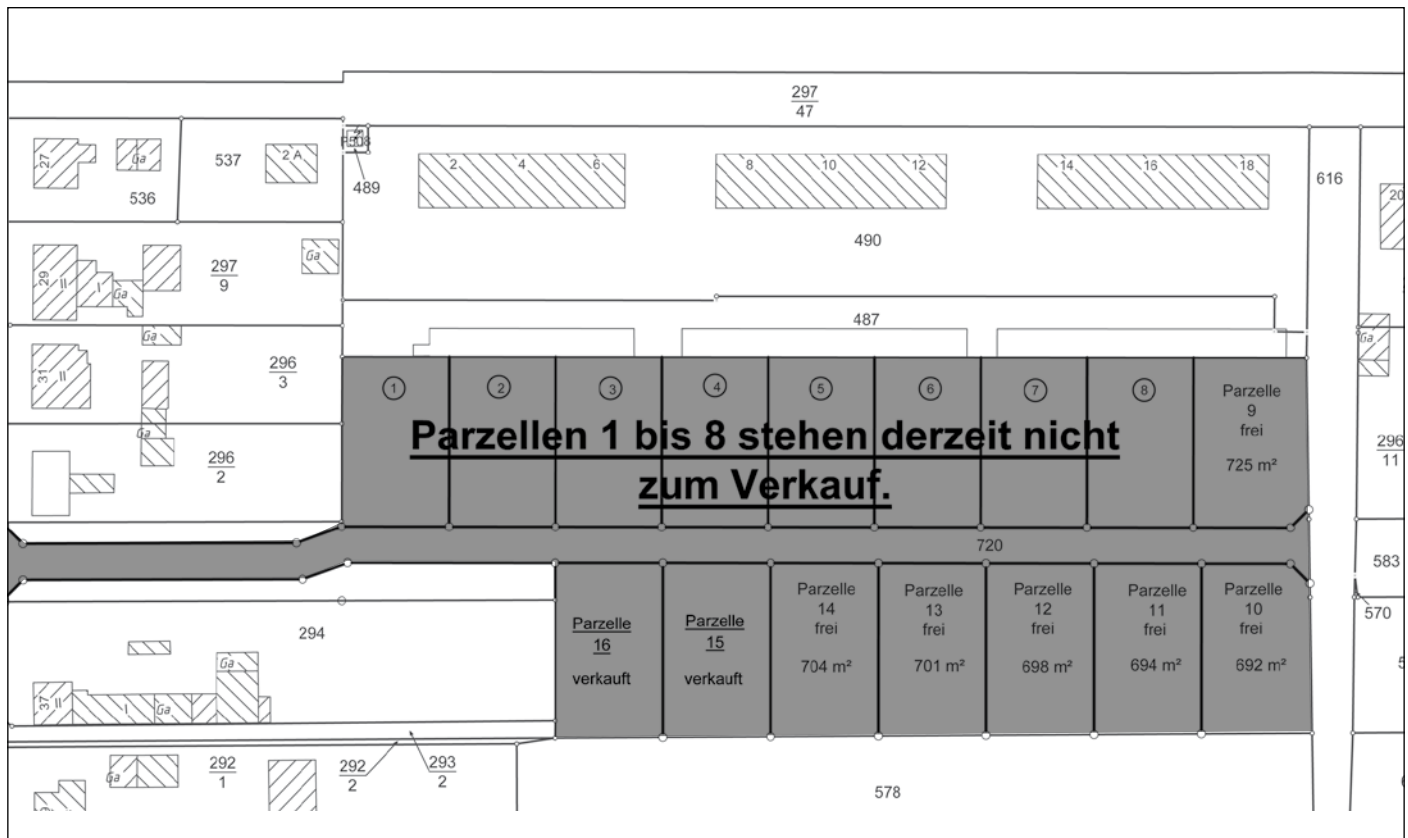 297
47
27
Ga
537
2 A
489
536
2
4
6
8
10
12
14
16
18
616
20
490
29
II
I
Ga
297
9
Ga
487
Ga
31
II
296
3
Ga
296
2
Ga
1
2
3
4
5
6
7
8
Parzelle
9
frei
725 m²
Parzellen 1 bis 8 stehen derzeit nicht
zum Verkauf.
296
11
720
583
570
Parzelle
16
verkauft
Parzelle
15
verkauft
Parzelle
14
frei
704 m²
Parzelle
13
frei
701 m²
Parzelle
12
frei
698 m²
Parzelle
11
frei
694 m²
Parzelle
10
frei
692 m²
294
Ga
37
II
I
Ga
292
1
292
2
293
2
Ga
578